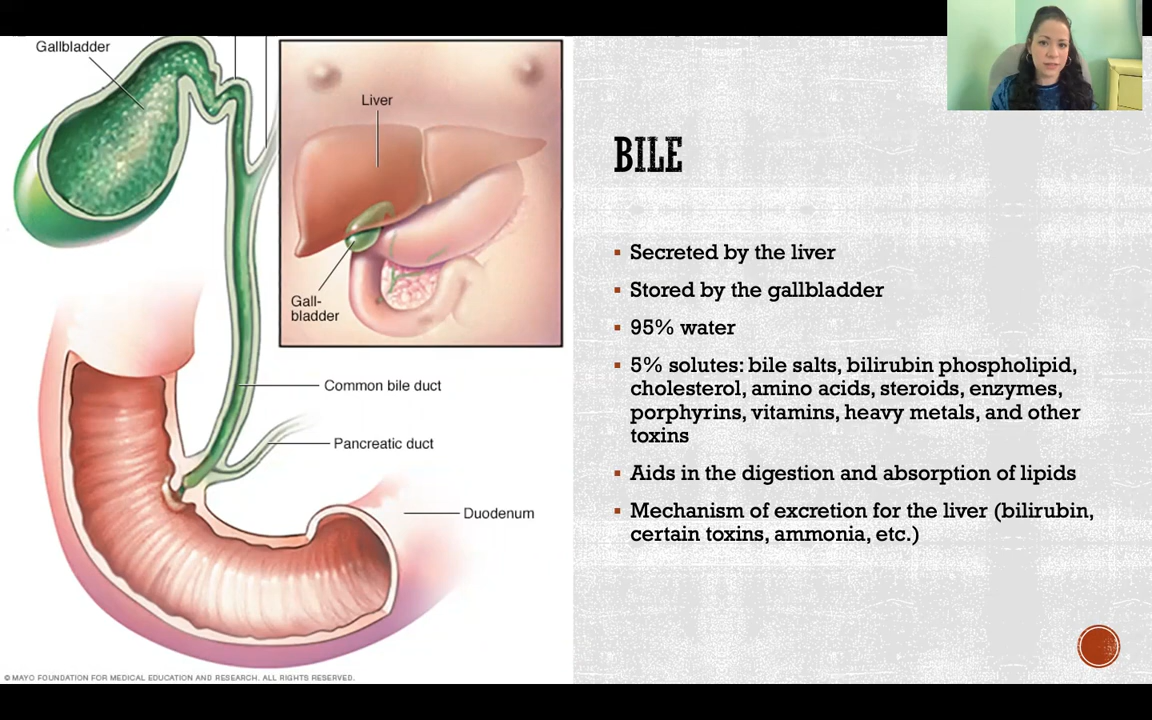 Gallbladder
Liver
Gall-
bladder
Common bile duct
Pancreatic duct
Duodenum
© MAYO FOUNDATION FOR MEDICAL EDUCATION AND RESEARCH. ALL RIGHTS RESERVED.
BILE
▪ Secreted by the liver
▪ Stored by the gallbladder
▪ 95% water
▪ 5% solutes: bile salts, bilirubin phospholipid,
cholesterol, amino acids, steroids, enzymes,
porphyrins, vitamins, heavy metals, and other
toxins
▪ Aids in the digestion and absorption of lipids
▪ Mechanism of excretion for the liver (bilirubin,
certain toxins, ammonia, etc.)